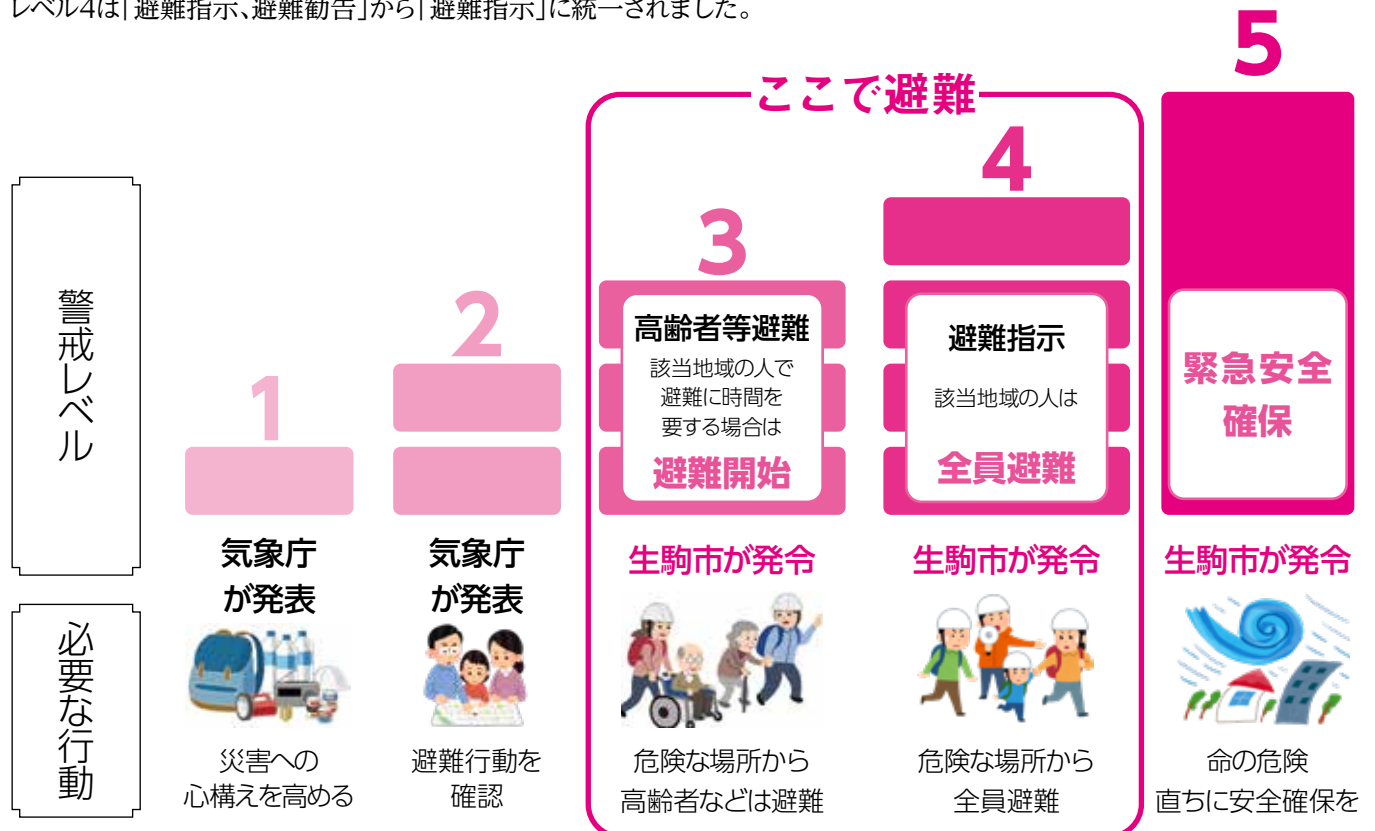 レベル4は「避難指示、避難勧告」から「避難指示」に統一されました。
ここで避難
警戒レベル
1
気象庁
が発表
2
気象庁
が発表
3
高齢者等避難
該当地域の人で
避難に時間を
要する場合は
避難開始
生駒市が発令
4
避難指示
該当地域の人は
全員避難
生駒市が発令
5
緊急安全
確保
生駒市が発令
必要な行動
災害への
心構えを高める
避難行動を
確認
危険な場所から
高齢者などは避難
危険な場所から
全員避難
命の危険
直ちに安全確保を